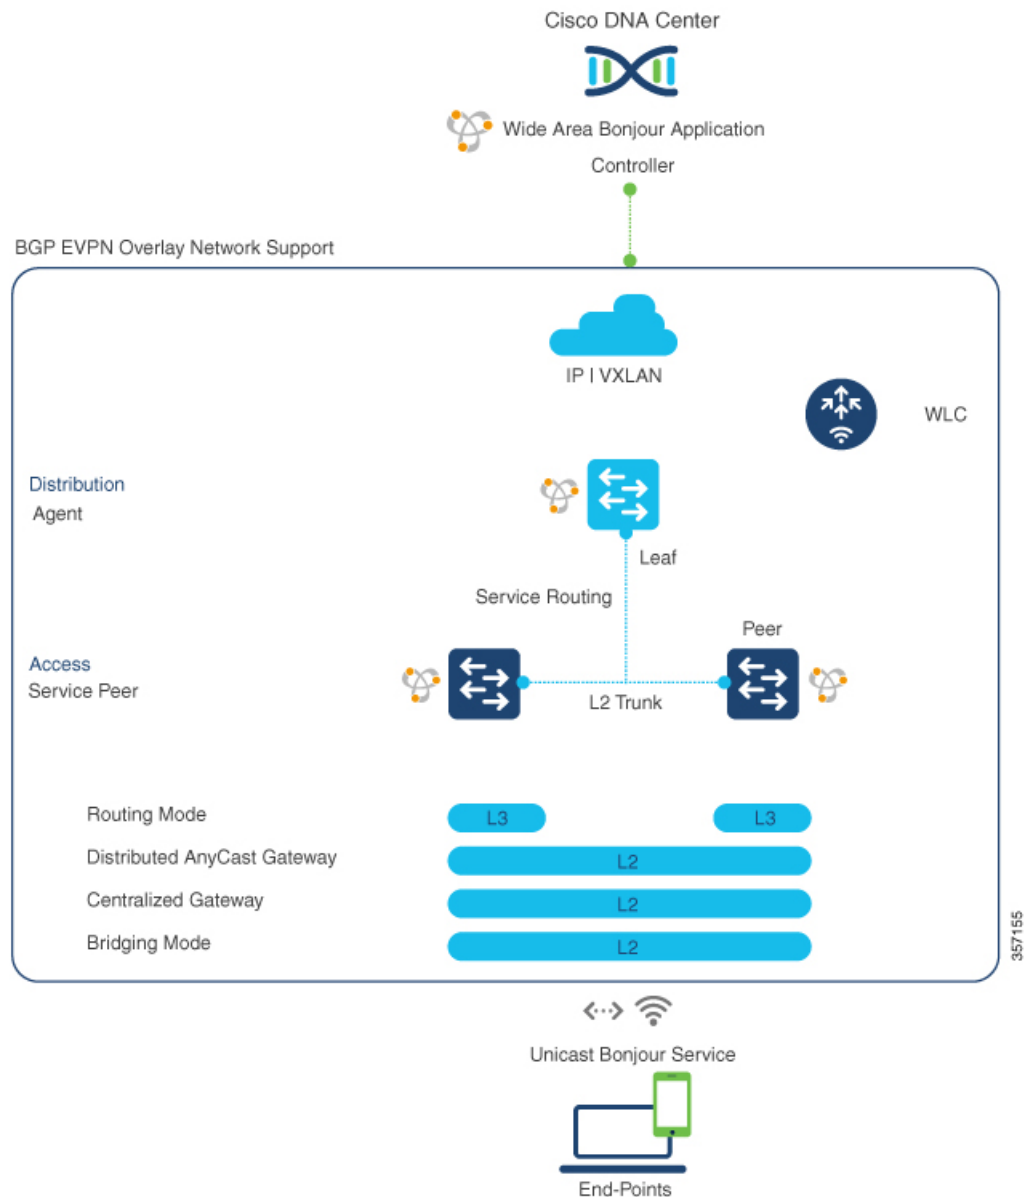 Cisco DNA Center
Wide Area Bonjour Application
Controller
BGP EVPN Overlay Network Support
IP | VXLAN
WLC
Distribution
Agent
Leaf
Service Routing
Peer
Access
Service Peer
L2 Trunk
Routing Mode
L3
L3
Distributed AnyCast Gateway
L2
Centralized Gateway
L2
Bridging Mode
L2
357155
Unicast Bonjour Service
End-Points